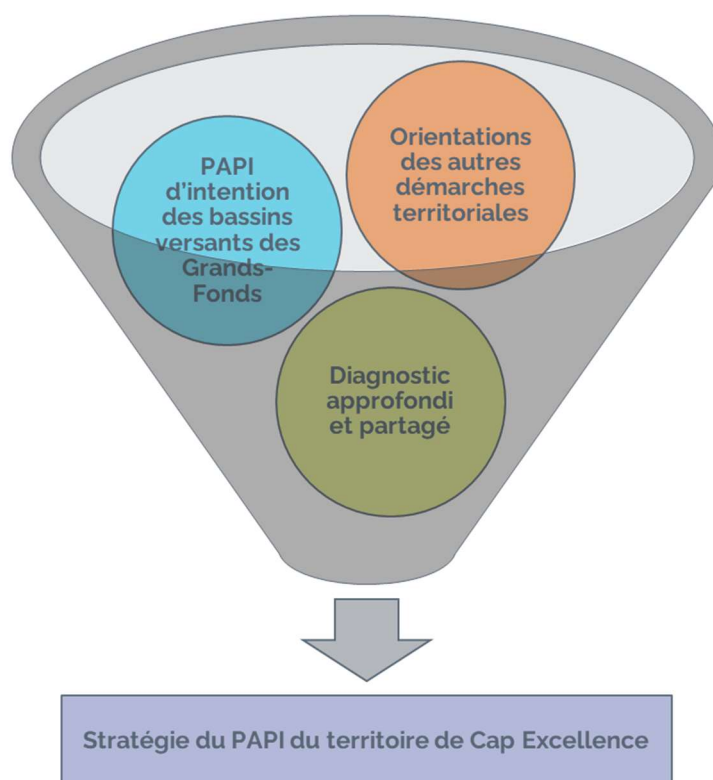 PAPI
d'intention
des bassins
versants des
Grands-
Fonds
Orientations
des autres
démarches
territoriales
Diagnostic
approfondi
et partagé
Stratégie du PAPI du territoire de Cap Excellence